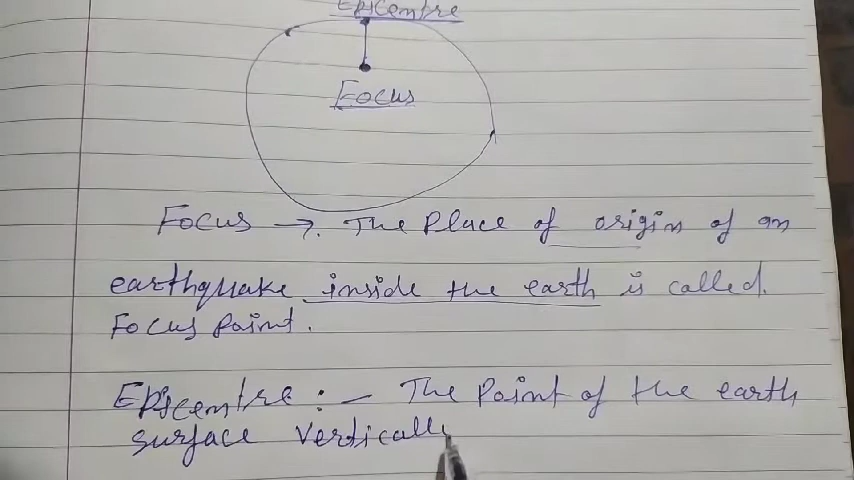 Epicentre
Focus
Focus →. The Place of origin of an
earthquake inside the earth is called.
Focus Point.
Epicentre :- The Point of the earth
surface Vertically